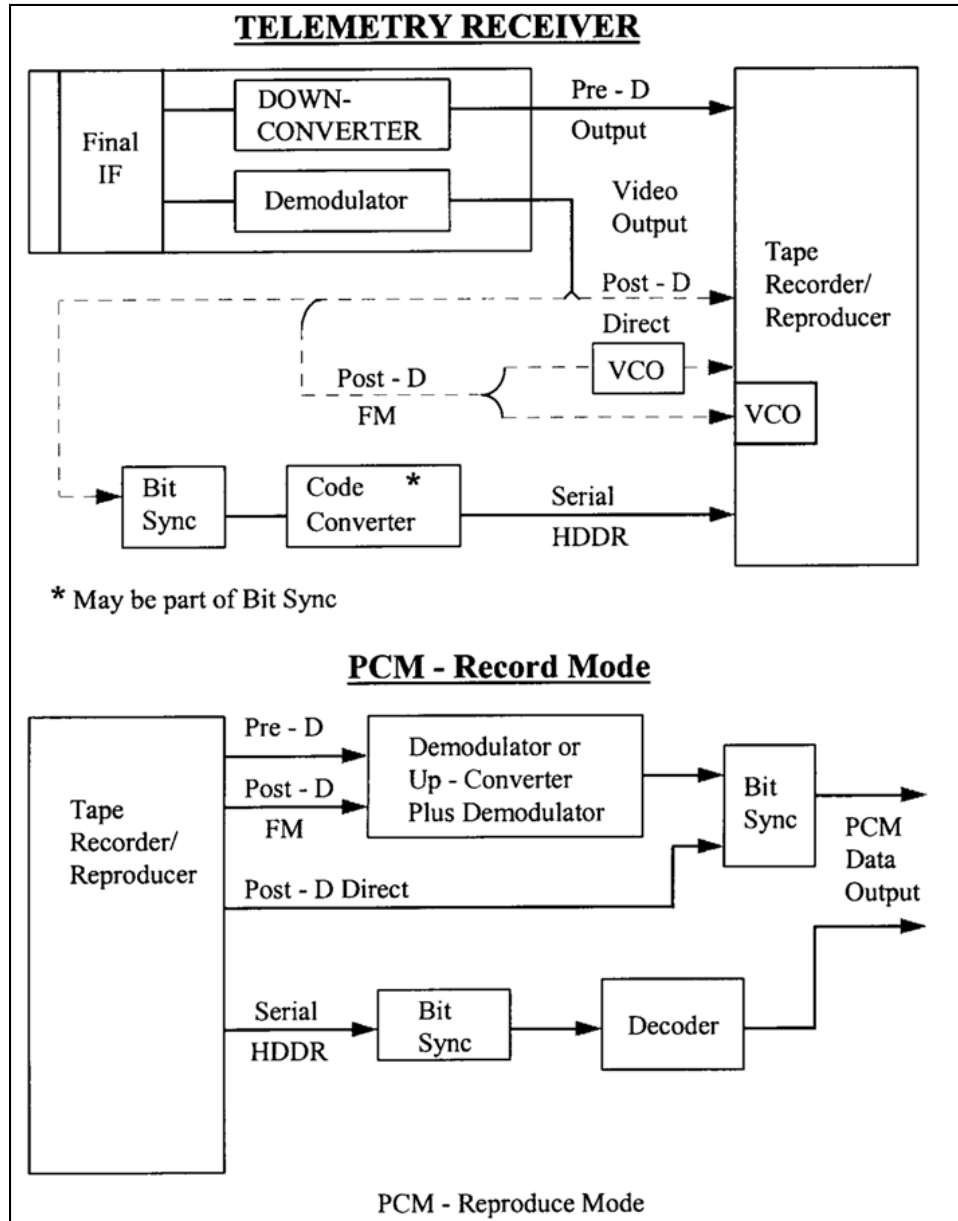 TELEMETRY RECEIVER
Final
IF
DOWN-
CONVERTER
Demodulator
Pre - D
Output
Video
Output
Post - D
Direct
Tape
Recorder/
Reproducer
Post - D
FM
VCO
VCO
Bit
Sync
Code *
Converter
Serial
HDDR
* May be part of Bit Sync
PCM - Record Mode
Tape
Recorder/
Reproducer
Pre - D
Post - D
FM
Demodulator or
Up - Converter
Plus Demodulator
Bit
Sync
PCM
Data
Output
Post - D Direct
Serial
HDDR
Bit
Sync
Decoder
PCM - Reproduce Mode